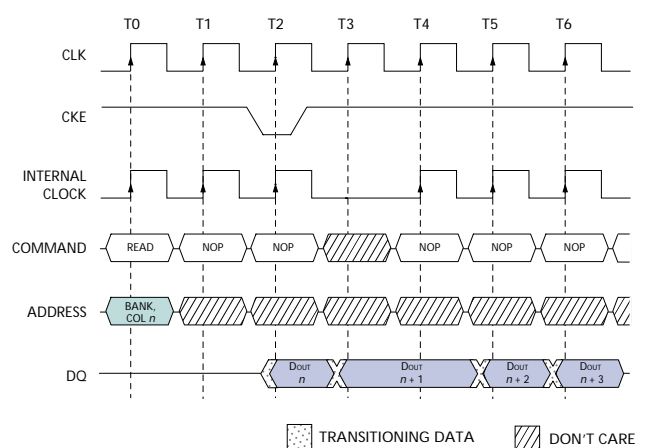 T0 T1 T2 T3 T4 T5 T6
CLK
CKE
INTERNAL
CLOCK
COMMAND READ NOP NOP NOP NOP NOP
ADDRESS BANK,
COL n
DQ DOUT
n DOUT
n + 1 DOUT
n + 2 DOUT
n + 3
TRANSITIONING DATA DON'T CARE